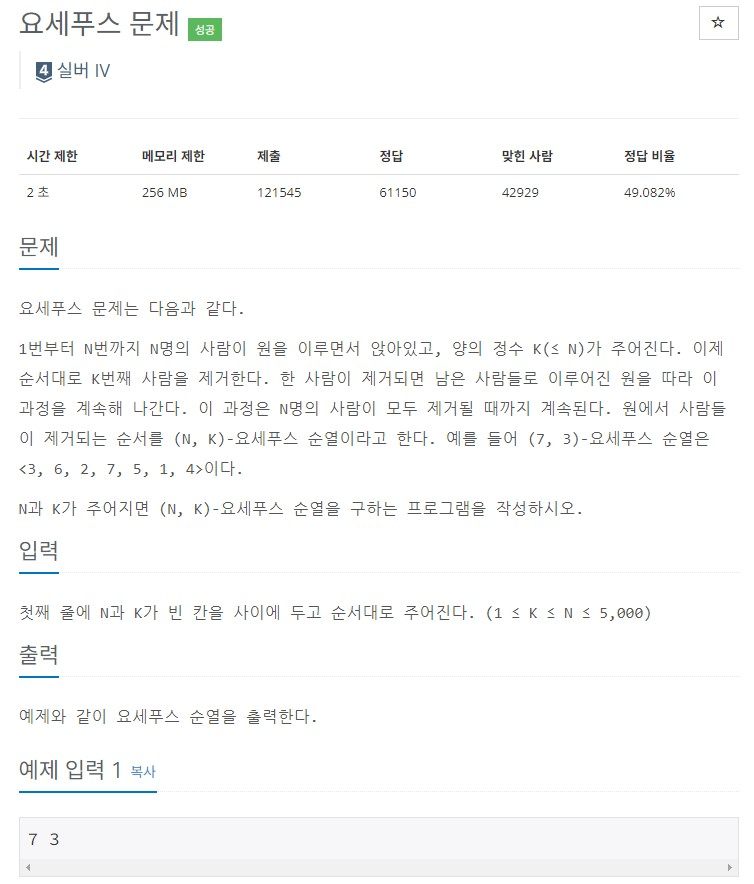 요세푸스 문제 성공
☆
4 실버 IV
시간 제한 메모리 제한 제출 정답 맞힌 사람 정답 비율
2 초 256 MB 121545 61150 42929 49.082%
문제
요세푸스 문제는 다음과 같다.
1번부터 N번까지 N명의 사람이 원을 이루면서 앉아있고, 양의 정수 K(≤ N)가 주어진다. 이제
순서대로 K번째 사람을 제거한다. 한 사람이 제거되면 남은 사람들로 이루어진 원을 따라 이
과정을 계속해 나간다. 이 과정은 N명의 사람이 모두 제거될 때까지 계속된다. 원에서 사람들
이 제거되는 순서를 (N, K)-요세푸스 순열이라고 한다. 예를 들어 (7, 3)-요세푸스 순열은
<3, 6, 2, 7, 5, 1, 4>이다.
N과 K가 주어지면 (N, K)-요세푸스 순열을 구하는 프로그램을 작성하시오.
입력
첫째 줄에 N과 K가 빈 칸을 사이에 두고 순서대로 주어진다. (1 ≤ K ≤ N ≤ 5,000)
출력
예제와 같이 요세푸스 순열을 출력한다.
예제 입력 1 복사
7 3